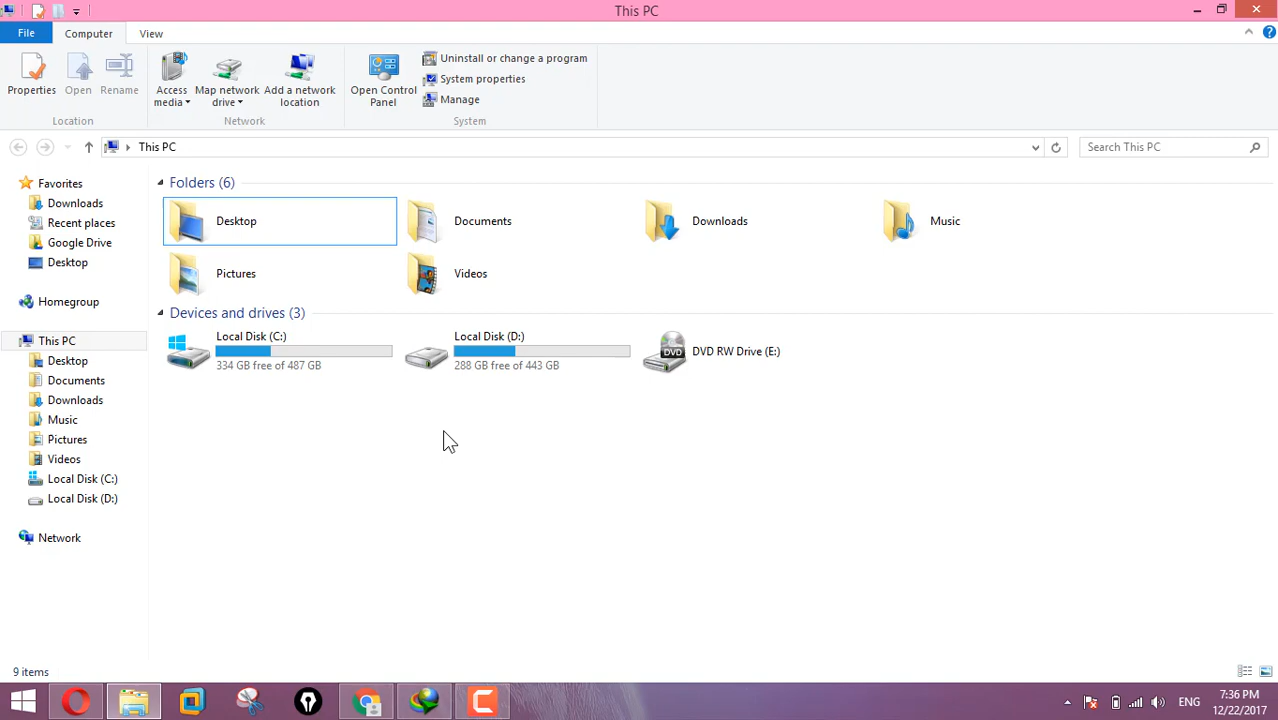 This PC
File
Computer
View
Properties
Open
Rename
Access media
Map network drive
Add a network location
Open Control Panel
Uninstall or change a program
System properties
Manage
Location
Network
System
This PC
Search This PC
Favorites
Downloads
Recent places
Google Drive
Desktop
Homegroup
This PC
Desktop
Documents
Downloads
Music
Pictures
Videos
Local Disk (C:)
Local Disk (D:)
Network
Folders (6)
Desktop
Documents
Downloads
Music
Pictures
Videos
Devices and drives (3)
Local Disk (C:)
334 GB free of 487 GB
Local Disk (D:)
288 GB free of 443 GB
DVD
DVD RW Drive (E:)
9 items
ENG
7:36 PM
12/22/2017